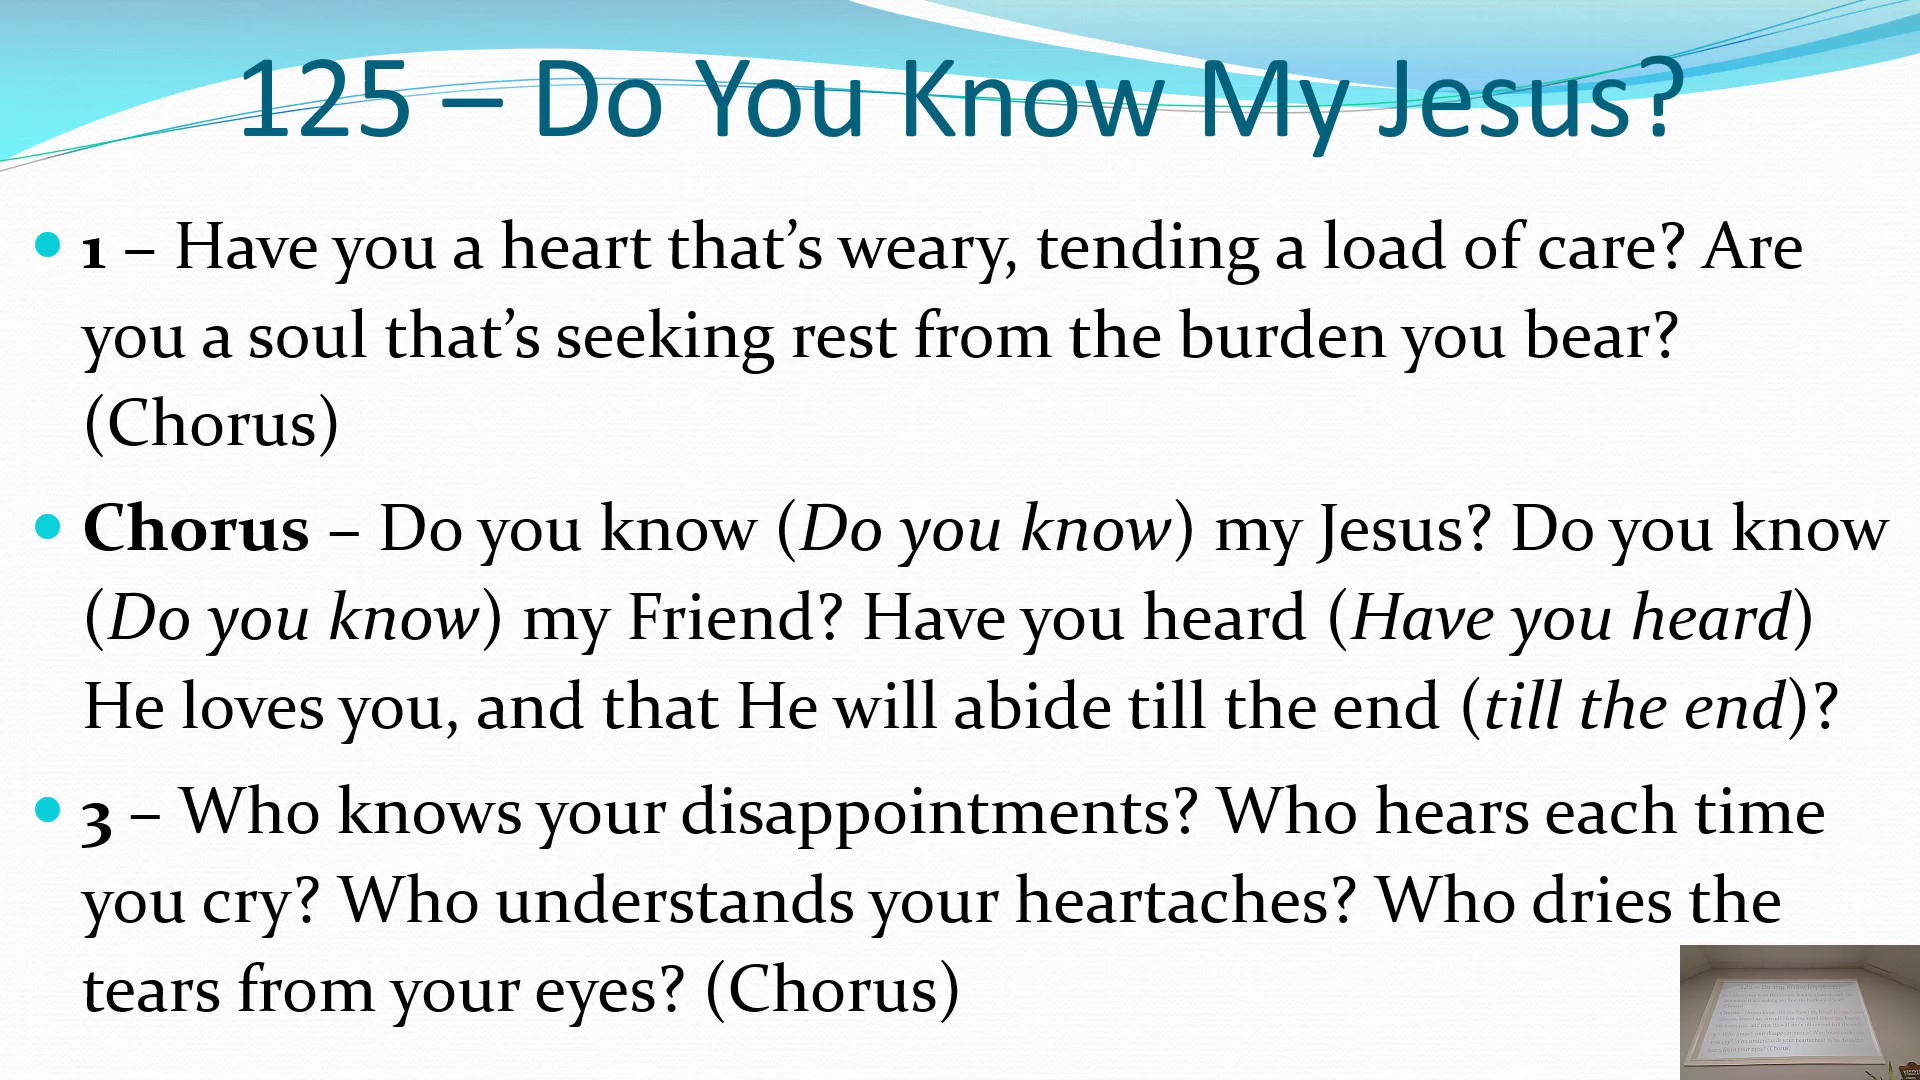 125 – Do You Know My Jesus?
• 1 – Have you a heart that’s weary, tending a load of care? Are
you a soul that’s seeking rest from the burden you bear?
(Chorus)
• Chorus – Do you know (Do you know) my Jesus? Do you know
(Do you know) my Friend? Have you heard (Have you heard)
He loves you, and that He will abide till the end (till the end)?
• 3 – Who knows your disappointments? Who hears each time
you cry? Who understands your heartaches? Who dries the
tears from your eyes? (Chorus)